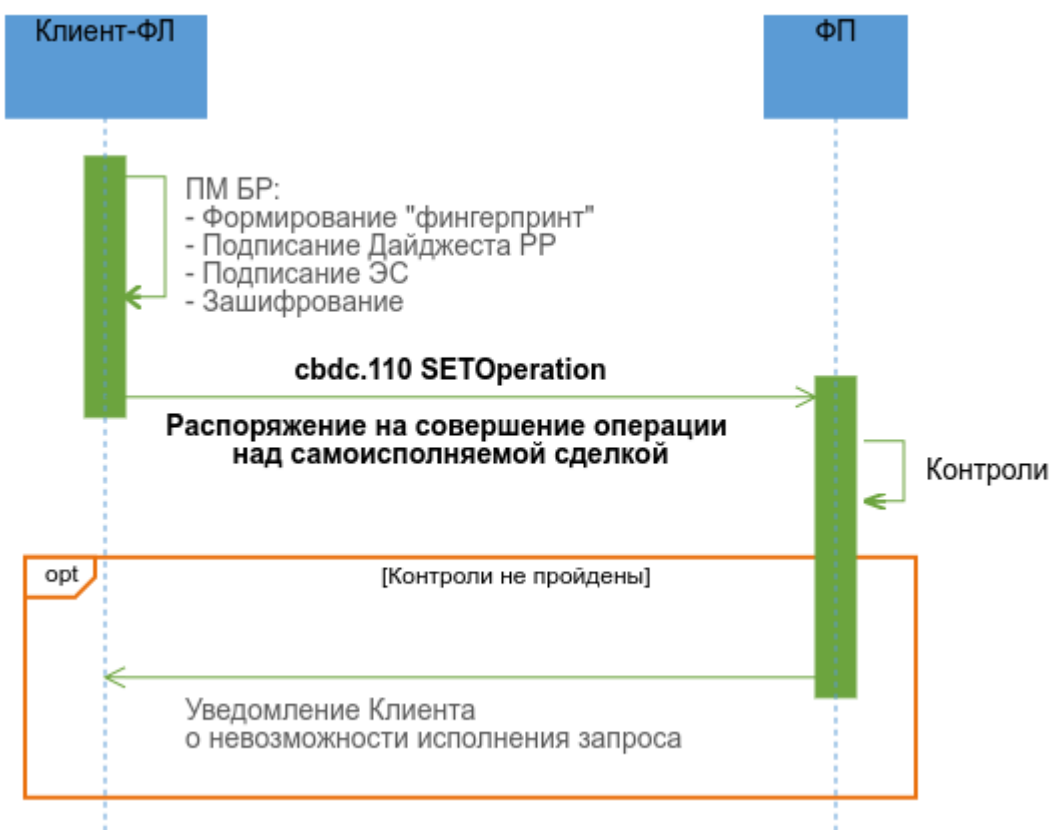 Клиент-ФЛ
ФП
ПМ БР:
- Формирование "фингерпринт"
- Подписание Дайджеста РР
- Подписание ЭС
- Зашифрование
cbdc.110 SETOperation
Распоряжение на совершение операции
над самоисполняемой сделкой
Контроли
opt
[Контроли не пройдены]
Уведомление Клиента
о невозможности исполнения запроса